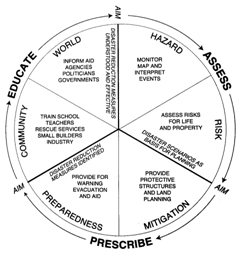 AIM
EDUCATE
ASSESS
PRESCRIBE
AIM
AIM
WORLD
INFORM AID
AGENCIES
POLITICIANS
GOVERNMENTS
DISASTER REDUCTION MEASURES
UNDERSTOOD AND EFFECTIVE
HAZARD
MONITOR
MAP AND
INTERPRET
EVENTS
COMMUNITY
TRAIN SCHOOL
TEACHERS
RESCUE SERVICES
SMALL BUILDERS
INDUSTRY
RISK
ASSESS RISKS
FOR LIFE
AND PROPERTY
DISASTER SCENARIOS AS
BASIS FOR PLANNING
DISASTER REDUCTION
MEASURES IDENTIFIED
PREPAREDNESS
PROVIDE FOR
WARNING
EVACUATION
AND AID
MITIGATION
PROVIDE
PROTECTIVE
STRUCTURES
AND LAND
PLANNING